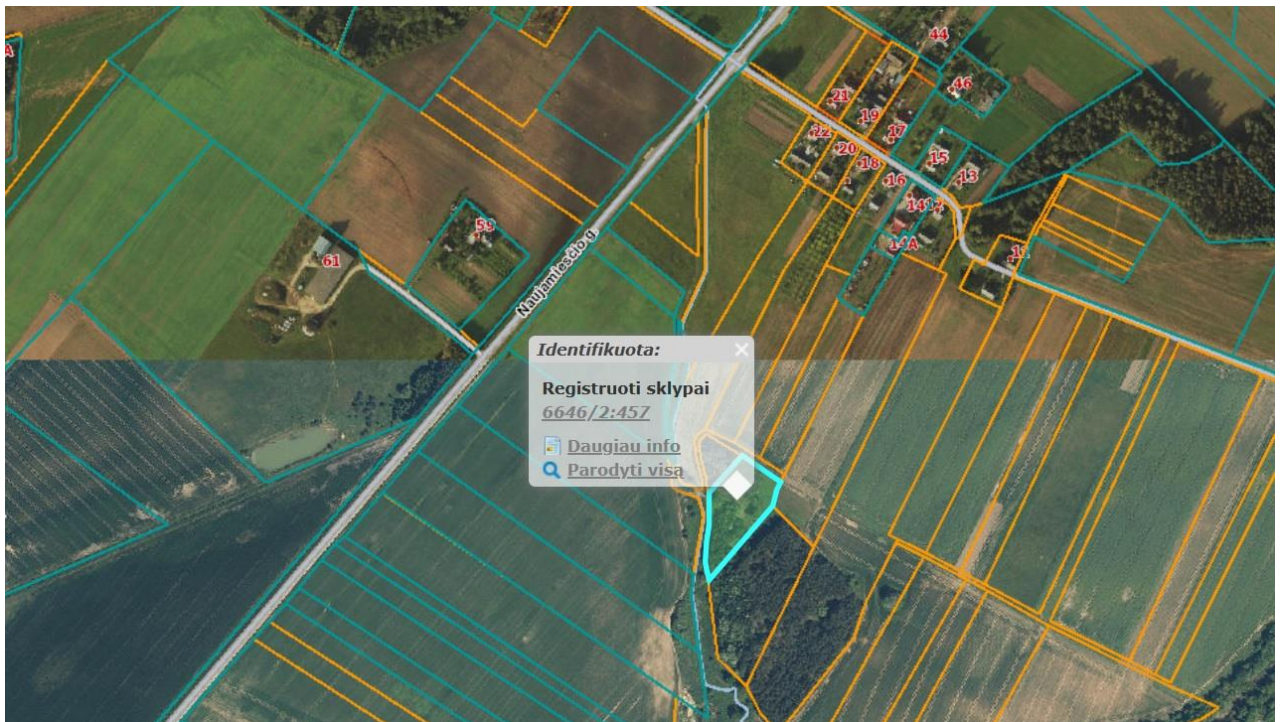 A
44
46
21
19
17
22
20
18
15
13
16
14
12
14A
59
61
Naujamiesčio g.
Identifikuota:
Registruoti sklypai
6646/2:457
Daugiau info
Parodyti visą